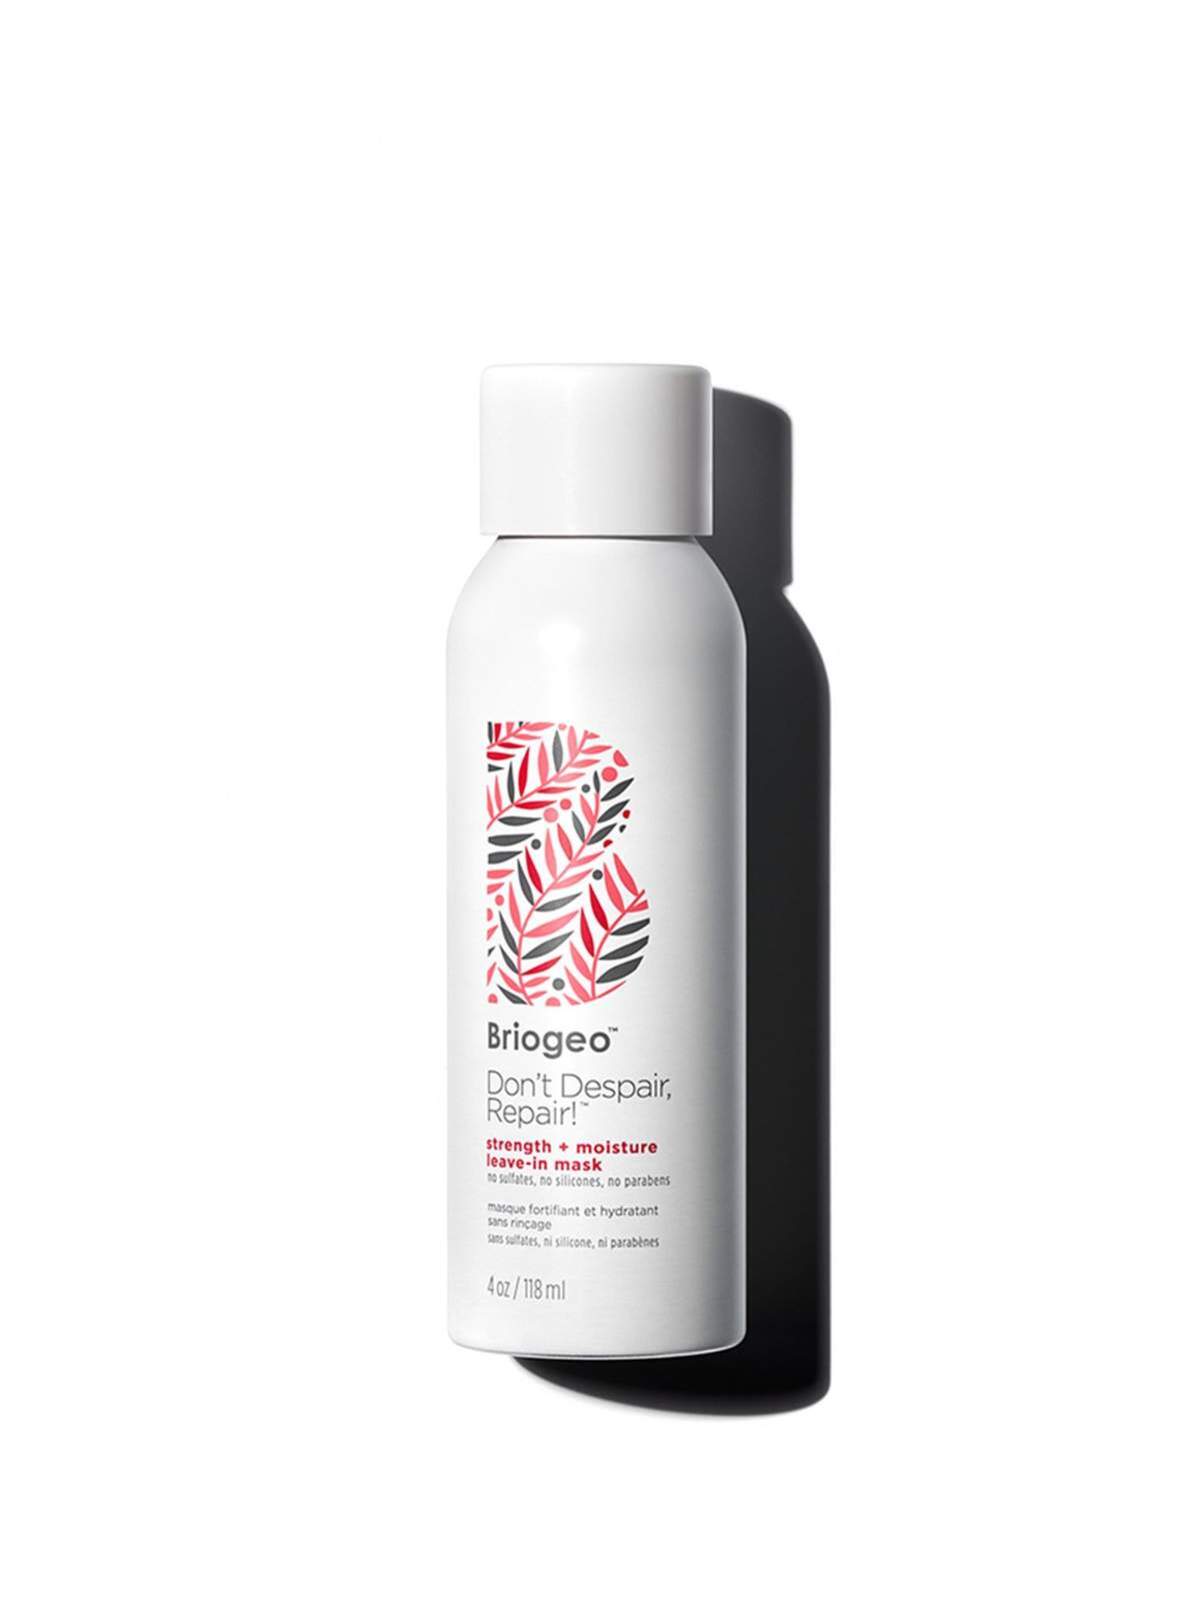 Briogeo™
Don't Despair,
Repair!™
strength + moisture
leave-in mask
no sulfates, no silicones, no parabens
masque fortifiant et hydratant
sans rinçage
sans sulfates, ni silicone, ni parabènes
4 oz / 118 ml